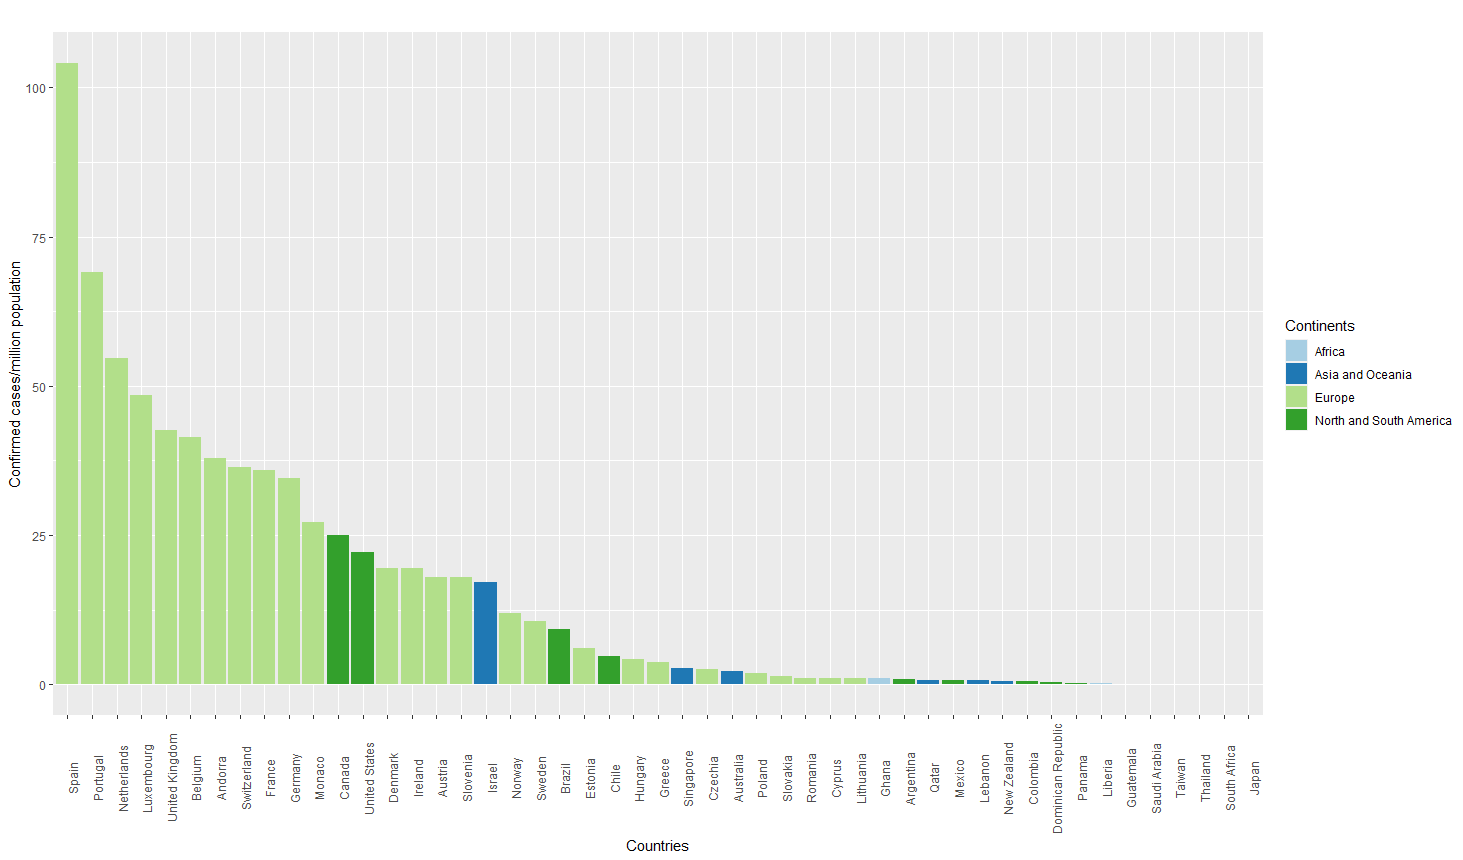 Confirmed cases/million population
100
75
50
25
0
Spain
Portugal
Netherlands
Luxembourg
United Kingdom
Belgium
Andorra
Switzerland
France
Germany
Monaco
Canada
United States
Denmark
Ireland
Austria
Slovenia
Israel
Norway
Sweden
Brazil
Estonia
Chile
Hungary
Greece
Singapore
Czechia
Australia
Poland
Slovakia
Romania
Cyprus
Lithuania
Ghana
Argentina
Qatar
Mexico
Lebanon
New Zealand
Colombia
Dominican Republic
Panama
Liberia
Guatemala
Saudi Arabia
Taiwan
Thailand
South Africa
Japan
Countries
Continents
Africa
Asia and Oceania
Europe
North and South America